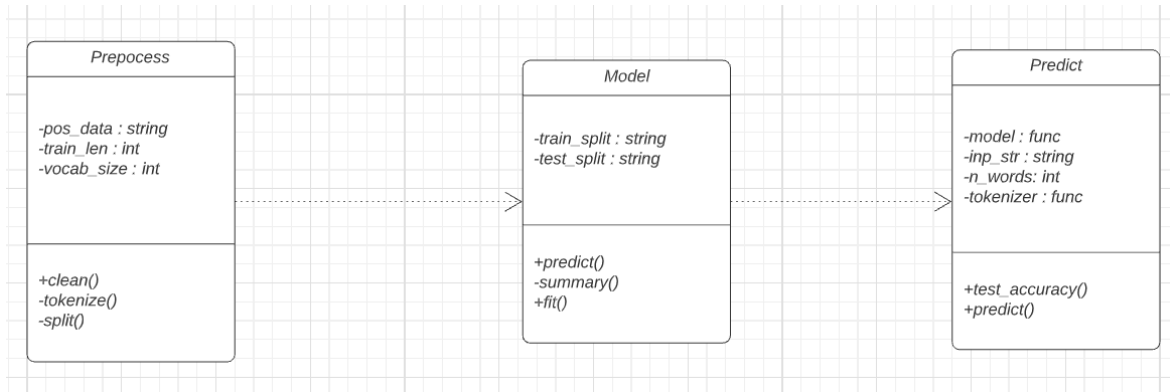 Prepocess
-pos_data : string
-train_len : int
-vocab_size : int
+clean()
-tokenize()
-split()
Model
-train_split : string
-test_split : string
+predict()
-summary()
+fit()
Predict
-model : func
-inp_str : string
-n_words: int
-tokenizer : func
+test_accuracy()
+predict()